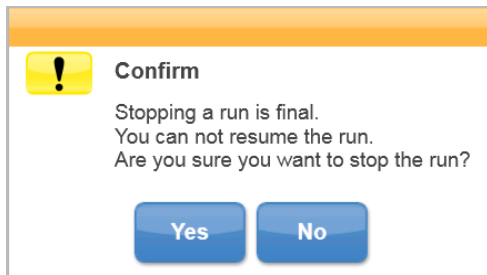 Confirm
Stopping a run is final.
You can not resume the run.
Are you sure you want to stop the run?
Yes No